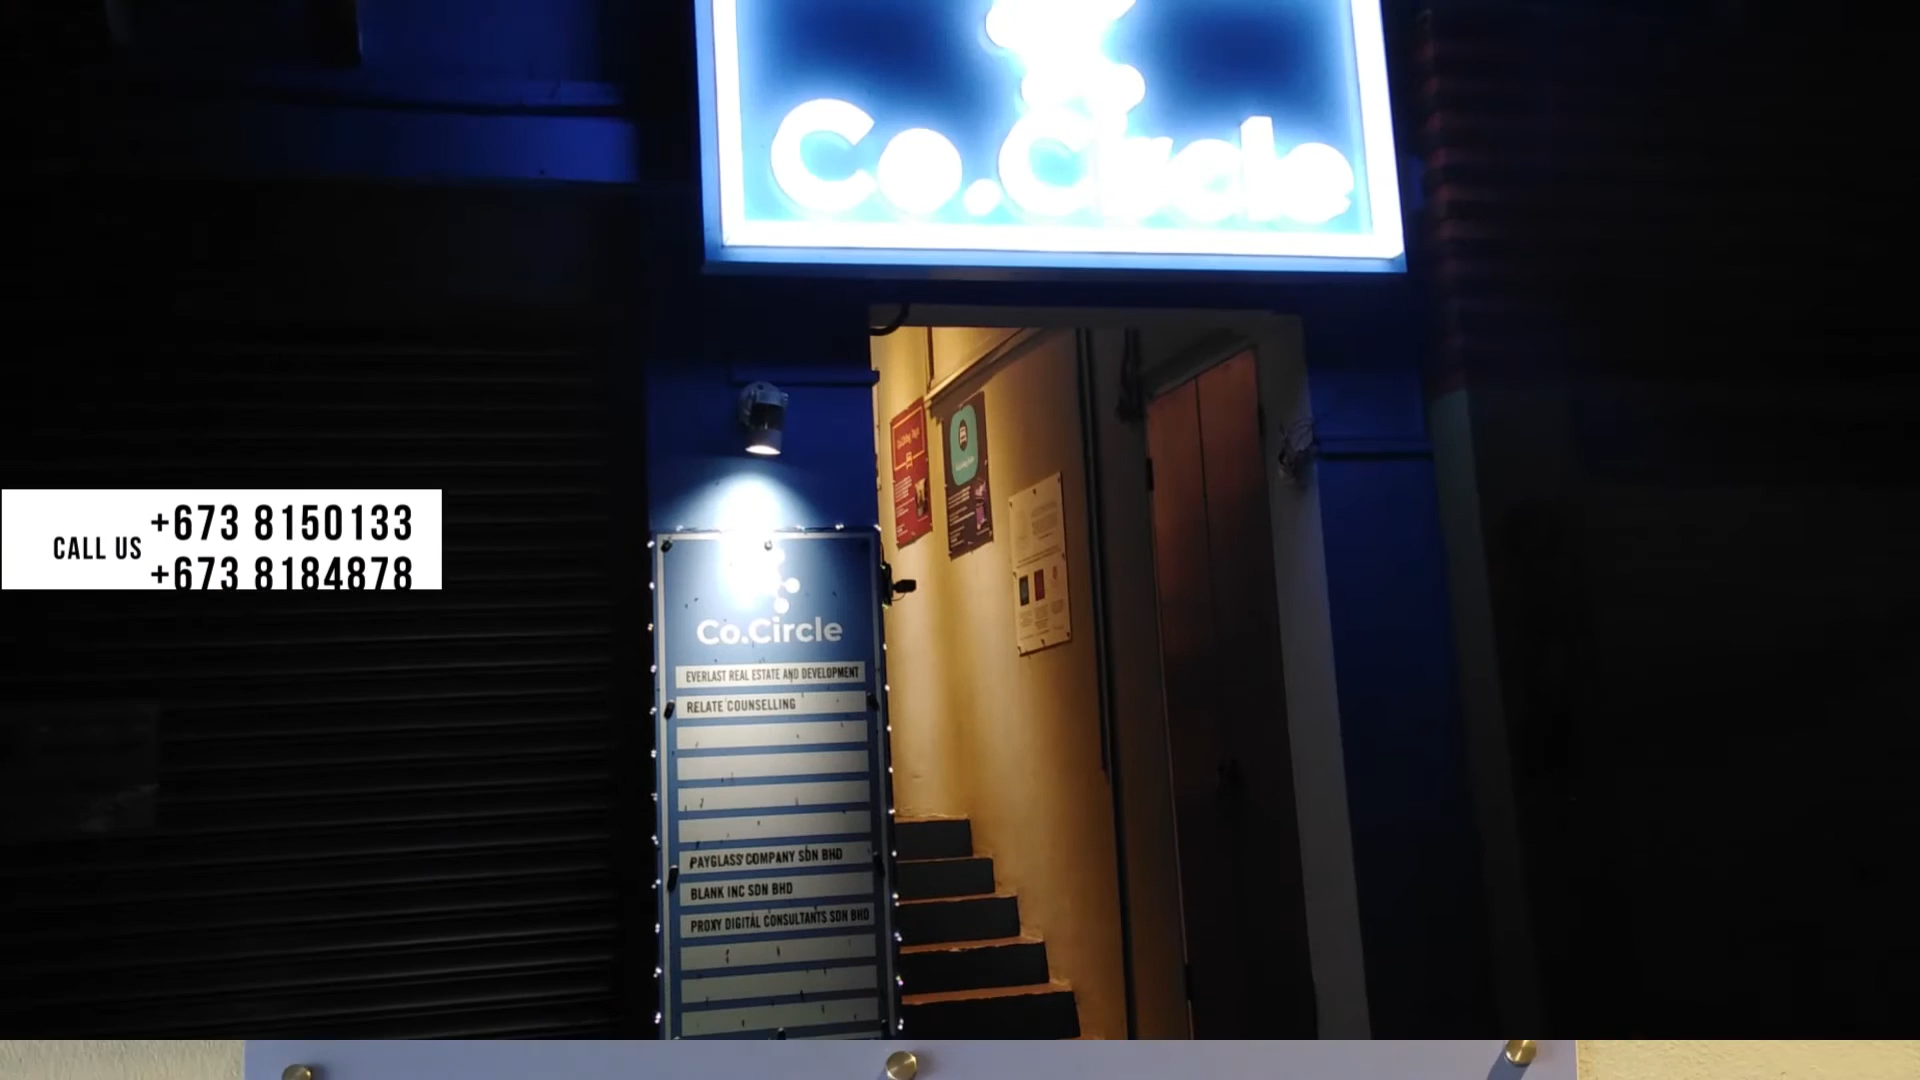 Co.Circle
CALL US
+673 8150133
+673 8184878
Co.Circle
EVERLAST REAL ESTATE AND DEVELOPMENT
RELATE COUNSELLING
PAYGLASS COMPANY SDN BHD
BLANK INC SDN BHD
PROXY DIGITAL CONSULTANTS SDN BHD